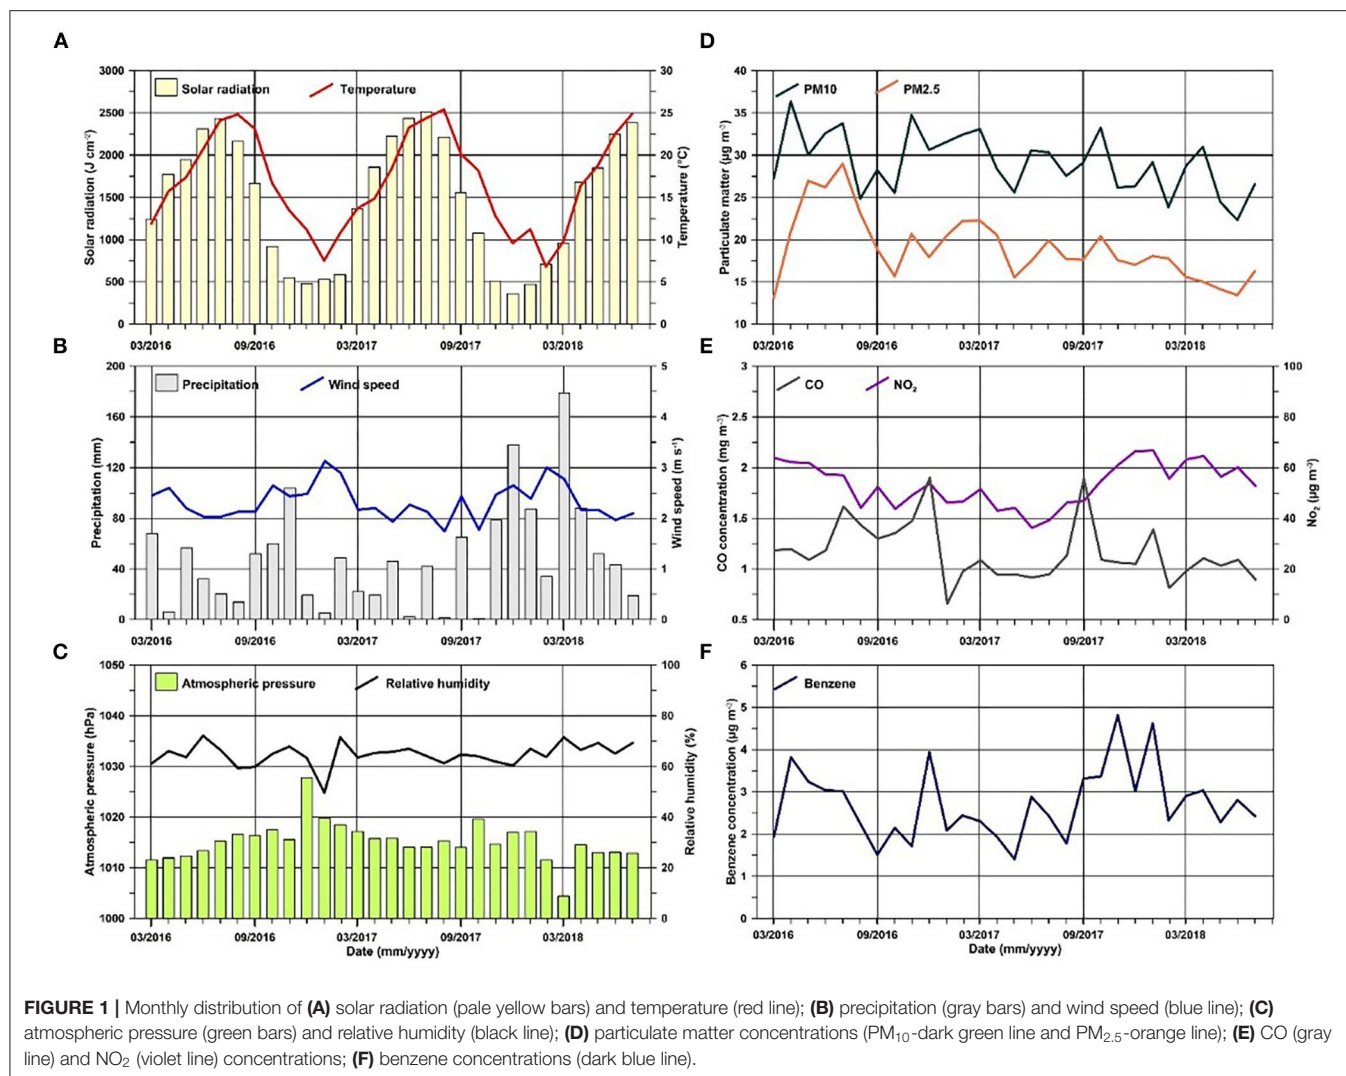 A
3000
2500
2000
1500
1000
500
0
Solar radiation (J cm⁻²)
Solar radiation
Temperature
30
25
20
15
10
5
0
Temperature (°C)
03/2016 09/2016 03/2017 09/2017 03/2018
B
200
160
120
80
40
0
Precipitation (mm)
Precipitation
Wind speed
5
4
3
2
1
0
Wind speed (m s⁻¹)
03/2016 09/2016 03/2017 09/2017 03/2018
C
1050
1040
1030
1020
1010
1000
Atmospheric pressure (hPa)
Atmospheric pressure
Relative humidity
100
80
60
40
20
0
Relative humidity (%)
03/2016 09/2016 03/2017 09/2017 03/2018
Date (mm/yyyy)
D
40
35
30
25
20
15
10
Particulate matter (µg m⁻³)
PM10
PM2.5
03/2016 09/2016 03/2017 09/2017 03/2018
E
3
2.5
2
1.5
1
0.5
CO concentration (mg m⁻³)
CO
NO₂
100
80
60
40
20
0
NO₂ (µg m⁻³)
03/2016 09/2016 03/2017 09/2017 03/2018
F
6
5
4
3
2
1
0
Benzene concentration (µg m⁻³)
Benzene
03/2016 09/2016 03/2017 09/2017 03/2018
Date (mm/yyyy)
FIGURE 1 | Monthly distribution of (A) solar radiation (pale yellow bars) and temperature (red line); (B) precipitation (gray bars) and wind speed (blue line); (C)
atmospheric pressure (green bars) and relative humidity (black line); (D) particulate matter concentrations (PM₁₀-dark green line and PM₂.₅-orange line); (E) CO (gray
line) and NO₂ (violet line) concentrations; (F) benzene concentrations (dark blue line).